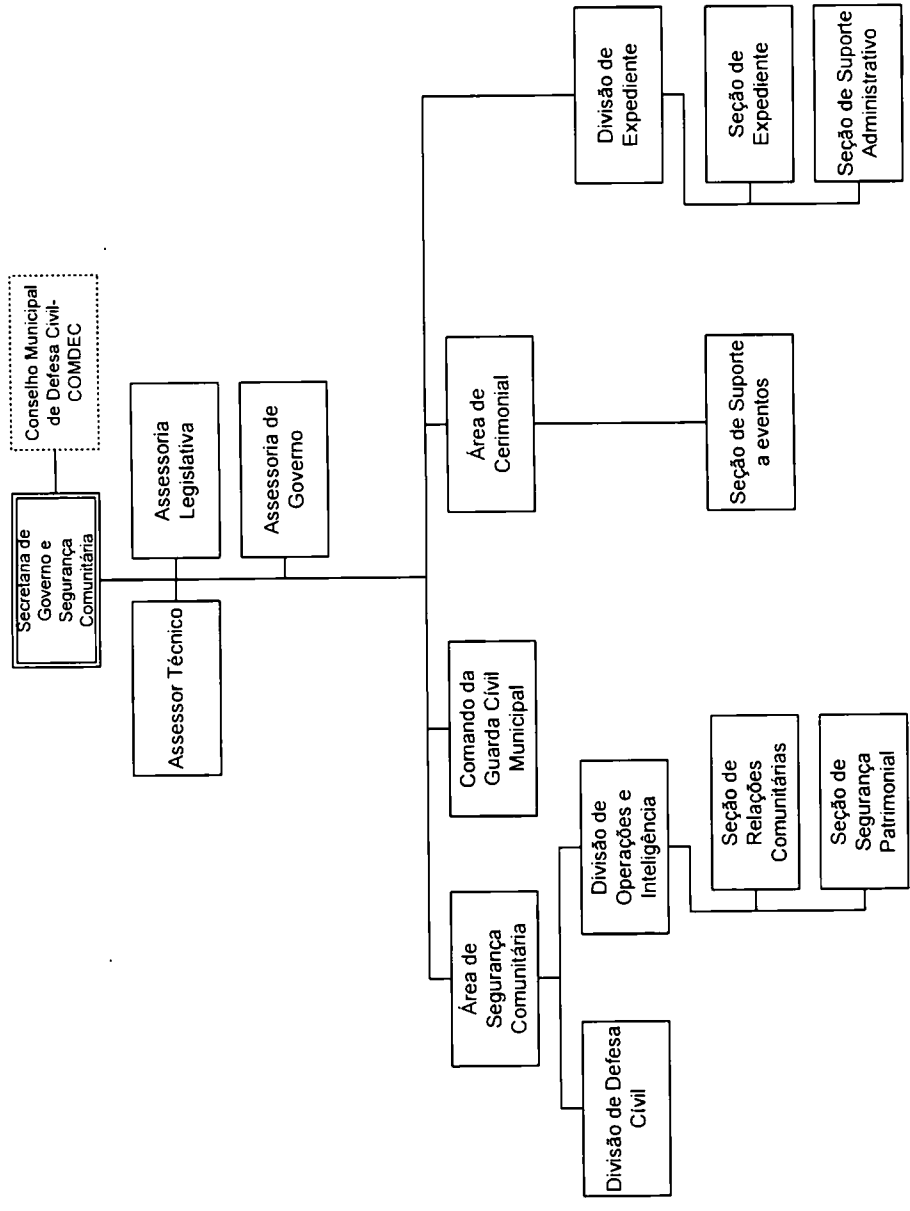 Secretana de
Governo e
Segurança
Comunitária
Conselho Municipal
de Defesa Civil-
COMDEC
Assessor Técnico
Assessoria
Legislativa
Assessoria de
Governo
Área de
Segurança
Comunitária
Comando da
Guarda Cívil
Municipal
Área de
Cerimonial
Divisão de Defesa
Cívil
Divisão de
Operações e
Inteligência
Divisão de
Expediente
Seção de
Relações
Comunitárias
Seção de Suporte
a eventos
Seção de
Expediente
Seção de
Segurança
Patrimonial
Seção de Suporte
Administrativo